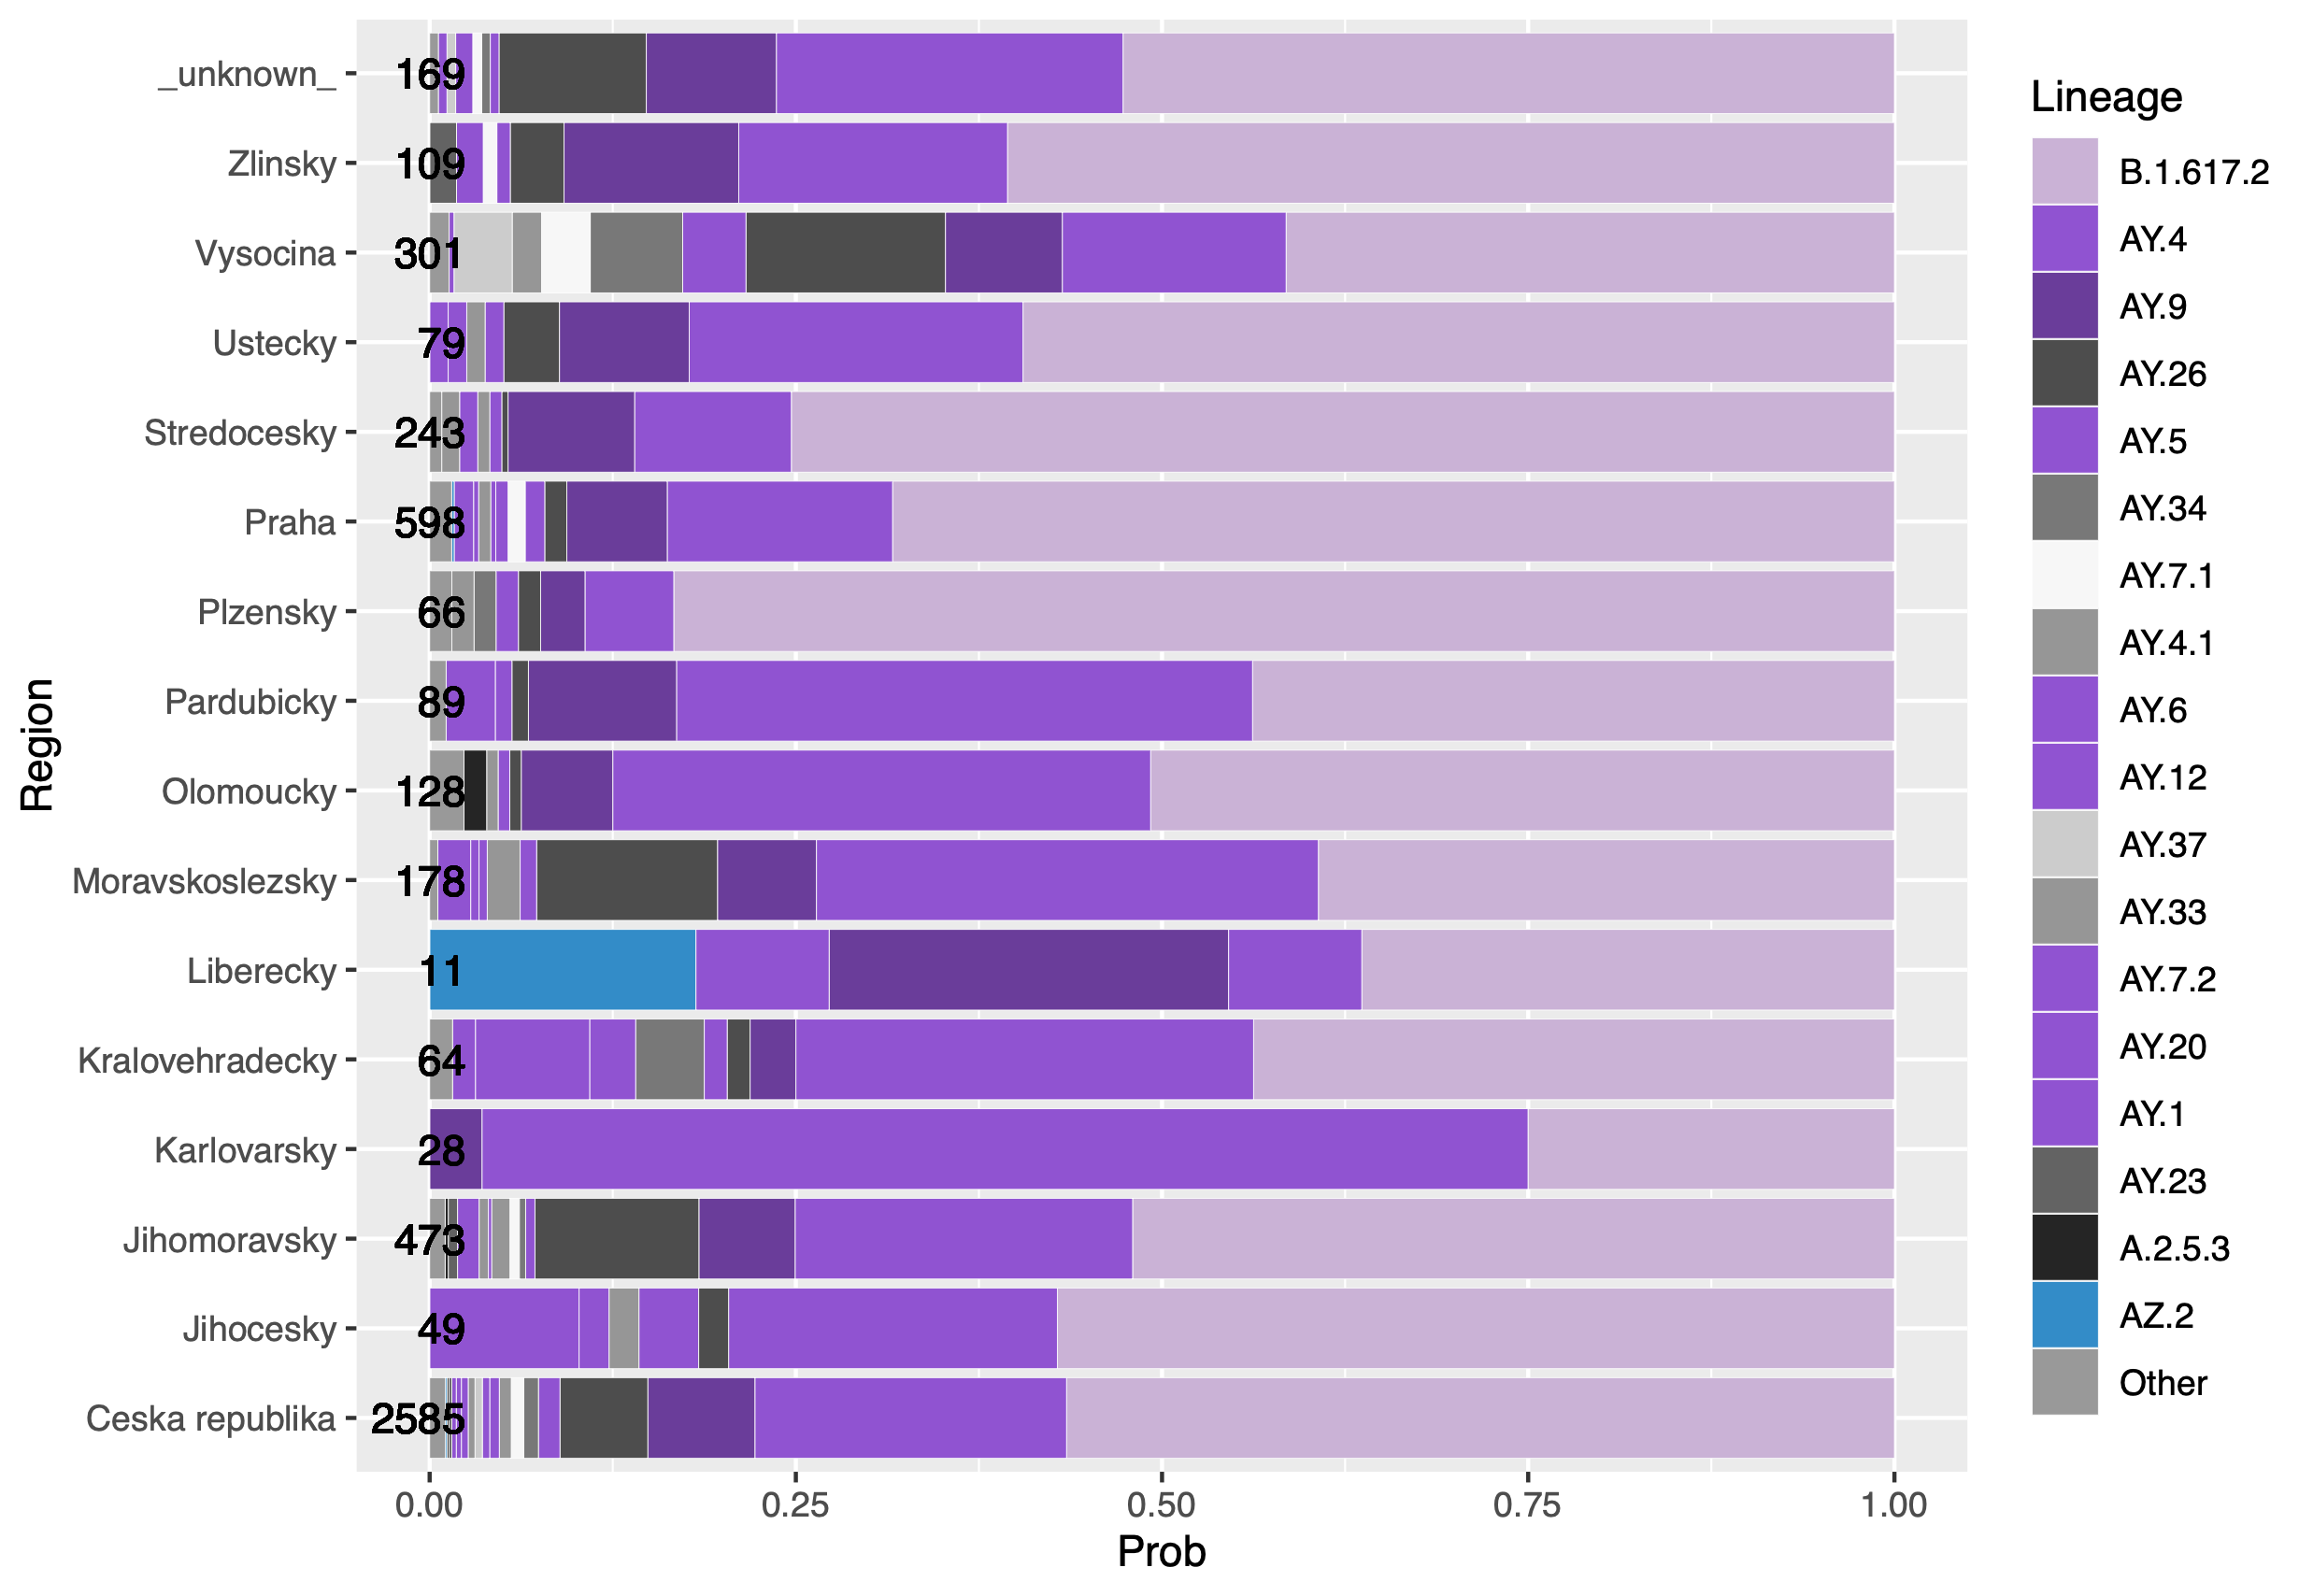 _unknown_ 169
Zlinsky 109
Vysocina 301
Ustecky 79
Stredocesky 243
Praha 598
Plzensky 66
Pardubicky 89
Olomoucky 128
Moravskoslezsky 178
Liberecky 11
Kralovehradecky 64
Karlovarsky 28
Jihomoravsky 473
Jihocesky 49
Ceska republika 2585
Region
0.00 0.25 0.50 0.75 1.00
Prob
Lineage
B.1.617.2
AY.4
AY.9
AY.26
AY.5
AY.34
AY.7.1
AY.4.1
AY.6
AY.12
AY.37
AY.33
AY.7.2
AY.20
AY.1
AY.23
A.2.5.3
AZ.2
Other